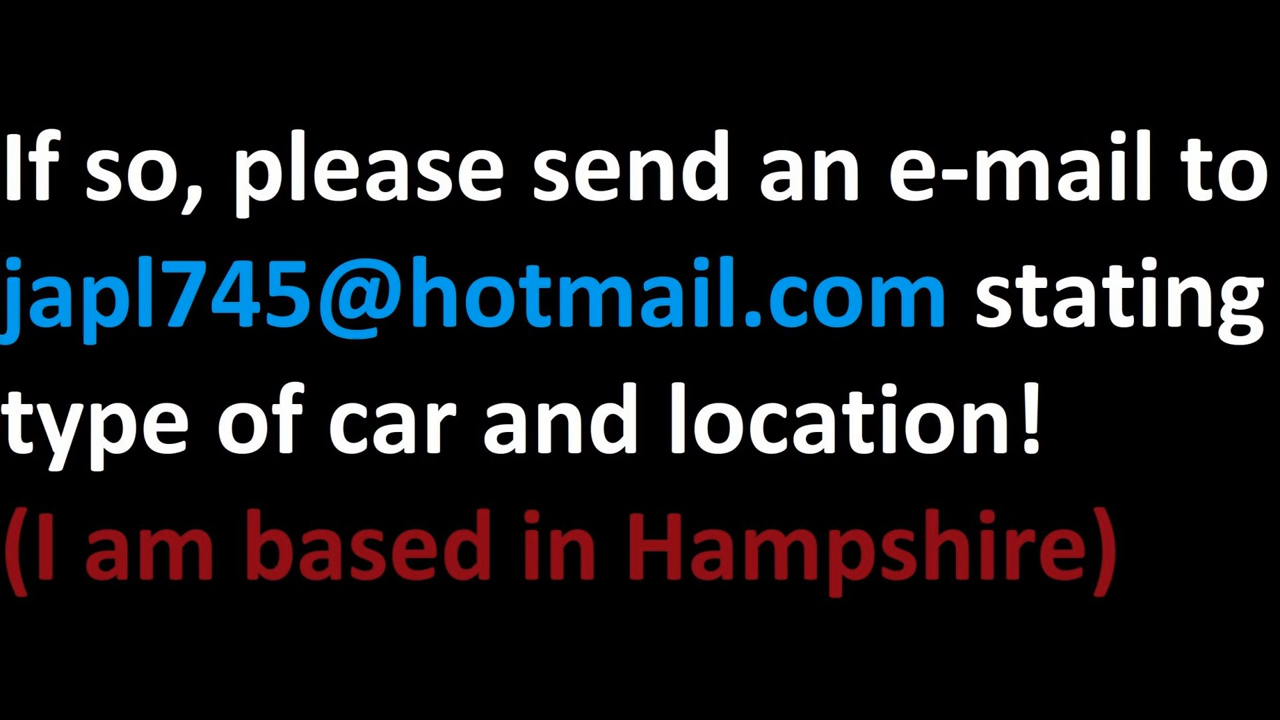 If so, please send an e-mail to
japl745@hotmail.com stating
type of car and location!
(I am based in Hampshire)